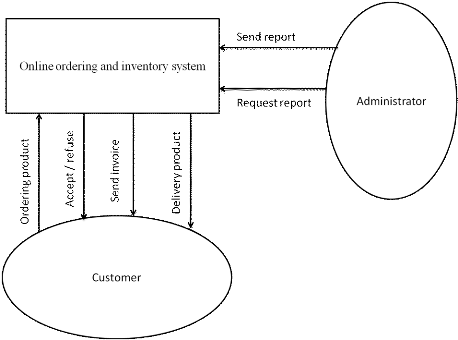 Send report
Online ordering and inventory system
Request report
Administrator
Ordering product
Accept / refuse
Send invoice
Delivery product
Customer